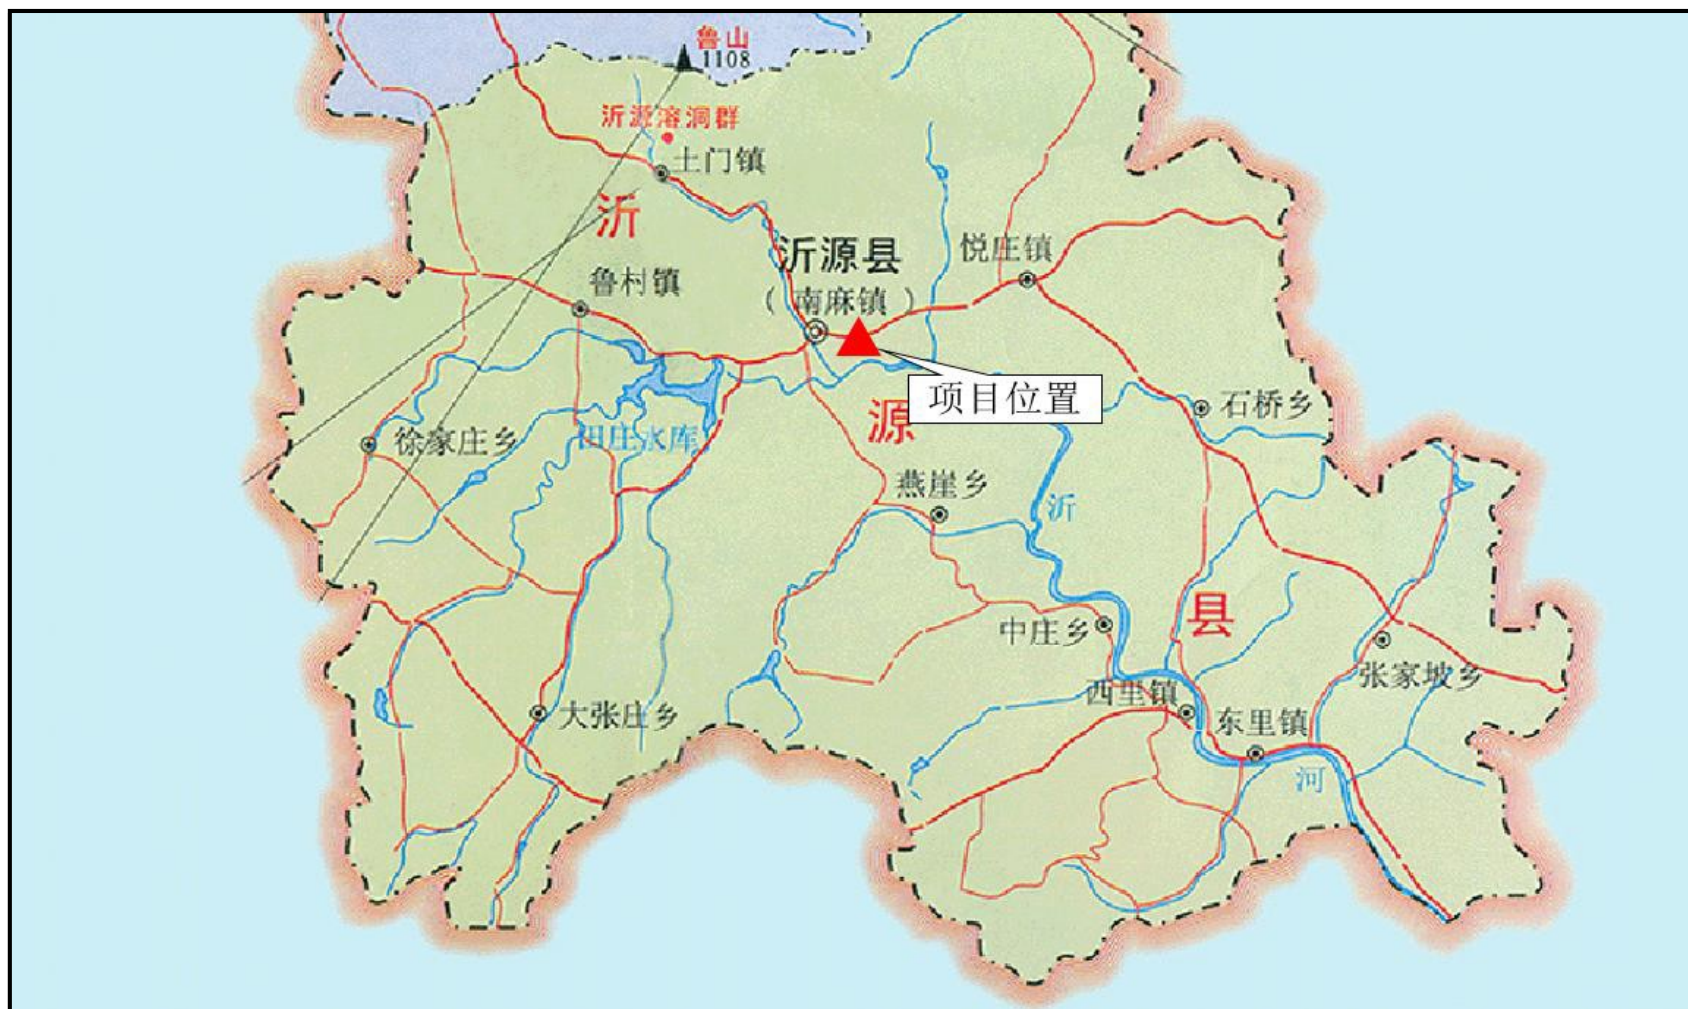 鲁山
1108
沂源溶洞群
土门镇
沂
沂源县
（南麻镇）
悦庄镇
鲁村镇
项目位置
石桥乡
源
徐家庄乡
田庄水库
燕崖乡
沂
县
中庄乡
张家坡乡
西里镇
大张庄乡
东里镇
河